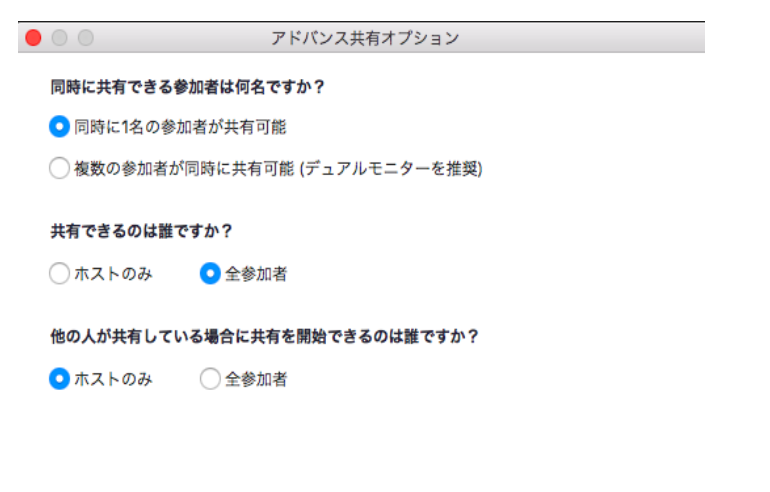 アドバンス共有オプション
同時に共有できる参加者は何名ですか？
同時に1名の参加者が共有可能
複数の参加者が同時に共有可能 (デュアルモニターを推奨)
共有できるのは誰ですか？
ホストのみ 全参加者
他の人が共有している場合に共有を開始できるのは誰ですか？
ホストのみ 全参加者